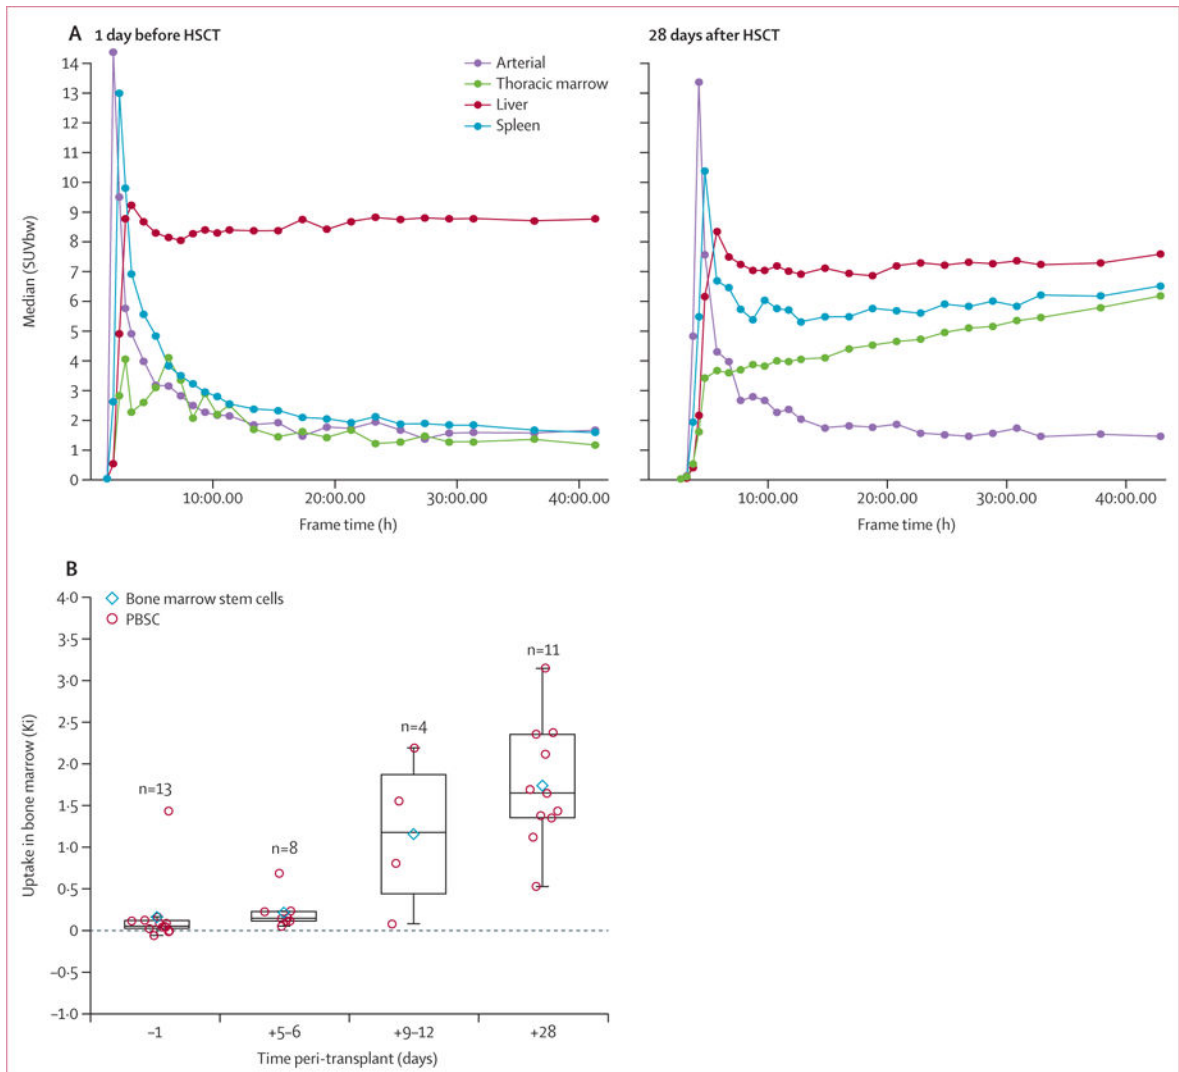 A 1 day before HSCT
28 days after HSCT
Arterial
Thoracic marrow
Liver
Spleen
Median (SUVbw)
14
13
12
11
10
9
8
7
6
5
4
3
2
1
0
10:00.00 20:00.00 30:00.00 40:00.00
Frame time (h)
10:00.00 20:00.00 30:00.00 40:00.00
Frame time (h)
B
Bone marrow stem cells
PBSC
Uptake in bone marrow (Ki)
4·0
3·5
3·0
2·5
2·0
1·5
1·0
0·5
0
–0·5
–1·0
n=13
n=8
n=4
n=11
–1 +5–6 +9–12 +28
Time peri-transplant (days)